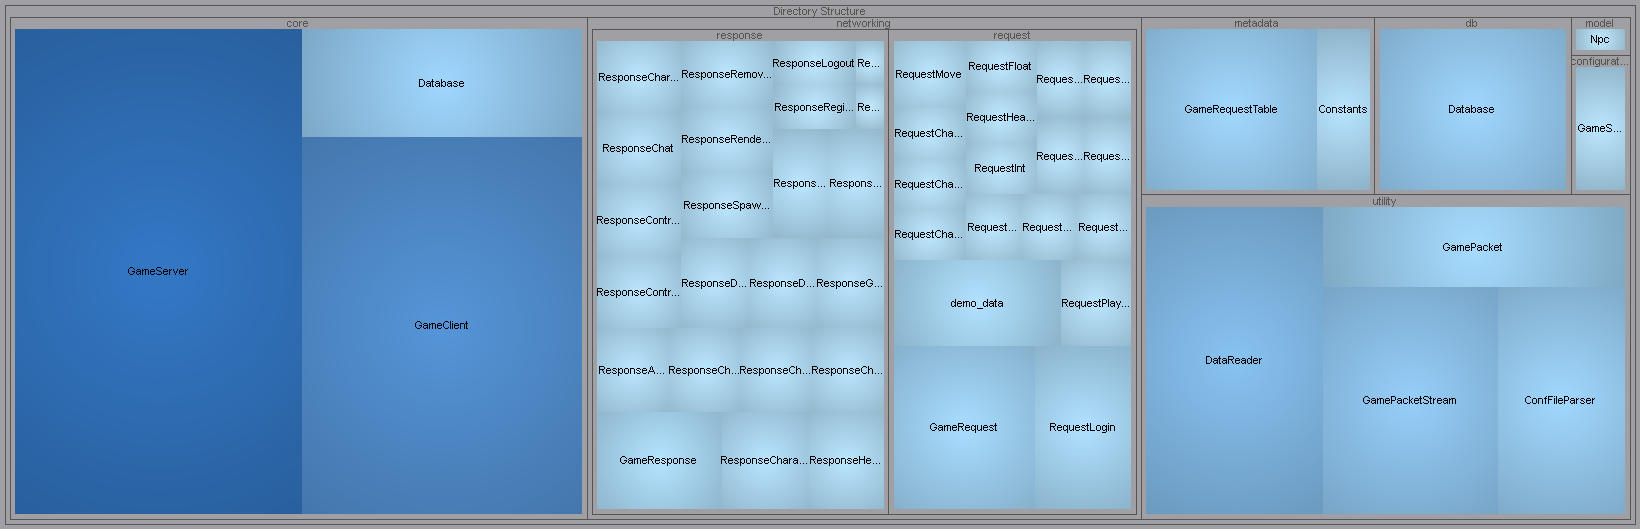 Directory Structure
core
GameServer
Database
GameClient
networking
response
ResponseChar...
ResponseRemov...
ResponseLogout
Re...
ResponseRegi...
Re...
ResponseChat
ResponseRende...
Respons...
Respons...
ResponseContr...
ResponseSpaw...
ResponseContr...
ResponseD...
ResponseD...
ResponseG...
ResponseA...
ResponseCh...
ResponseCh...
ResponseCh...
GameResponse
ResponseChara...
ResponseHe...
request
RequestMove
RequestFloat
Reques...
Reques...
RequestCha...
RequestHea...
RequestCha...
RequestInt
Reques...
Reques...
RequestCha...
Request...
Request...
Request...
demo_data
RequestPlay...
GameRequest
RequestLogin
metadata
GameRequestTable
Constants
db
Database
model
Npc
configurat...
GameS...
utility
DataReader
GamePacket
GamePacketStream
ConfFileParser